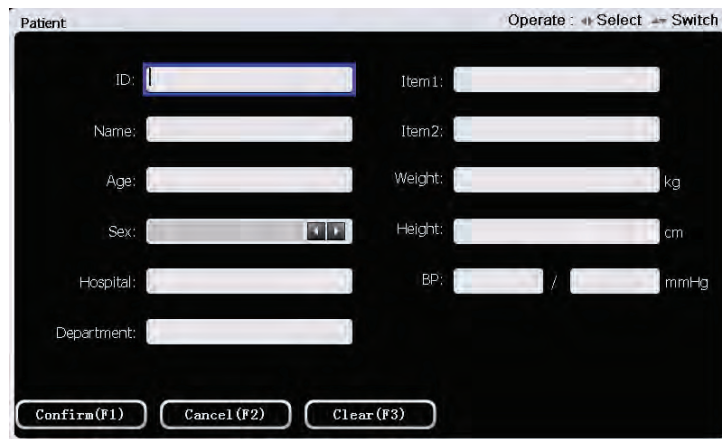 Patient
Operate : Select Switch
ID:
Name:
Age:
Sex:
Hospital:
Department:
Item1:
Item2:
Weight: kg
Height: cm
BP: / mmHg
Confirm(F1) Cancel(F2) Clear(F3)